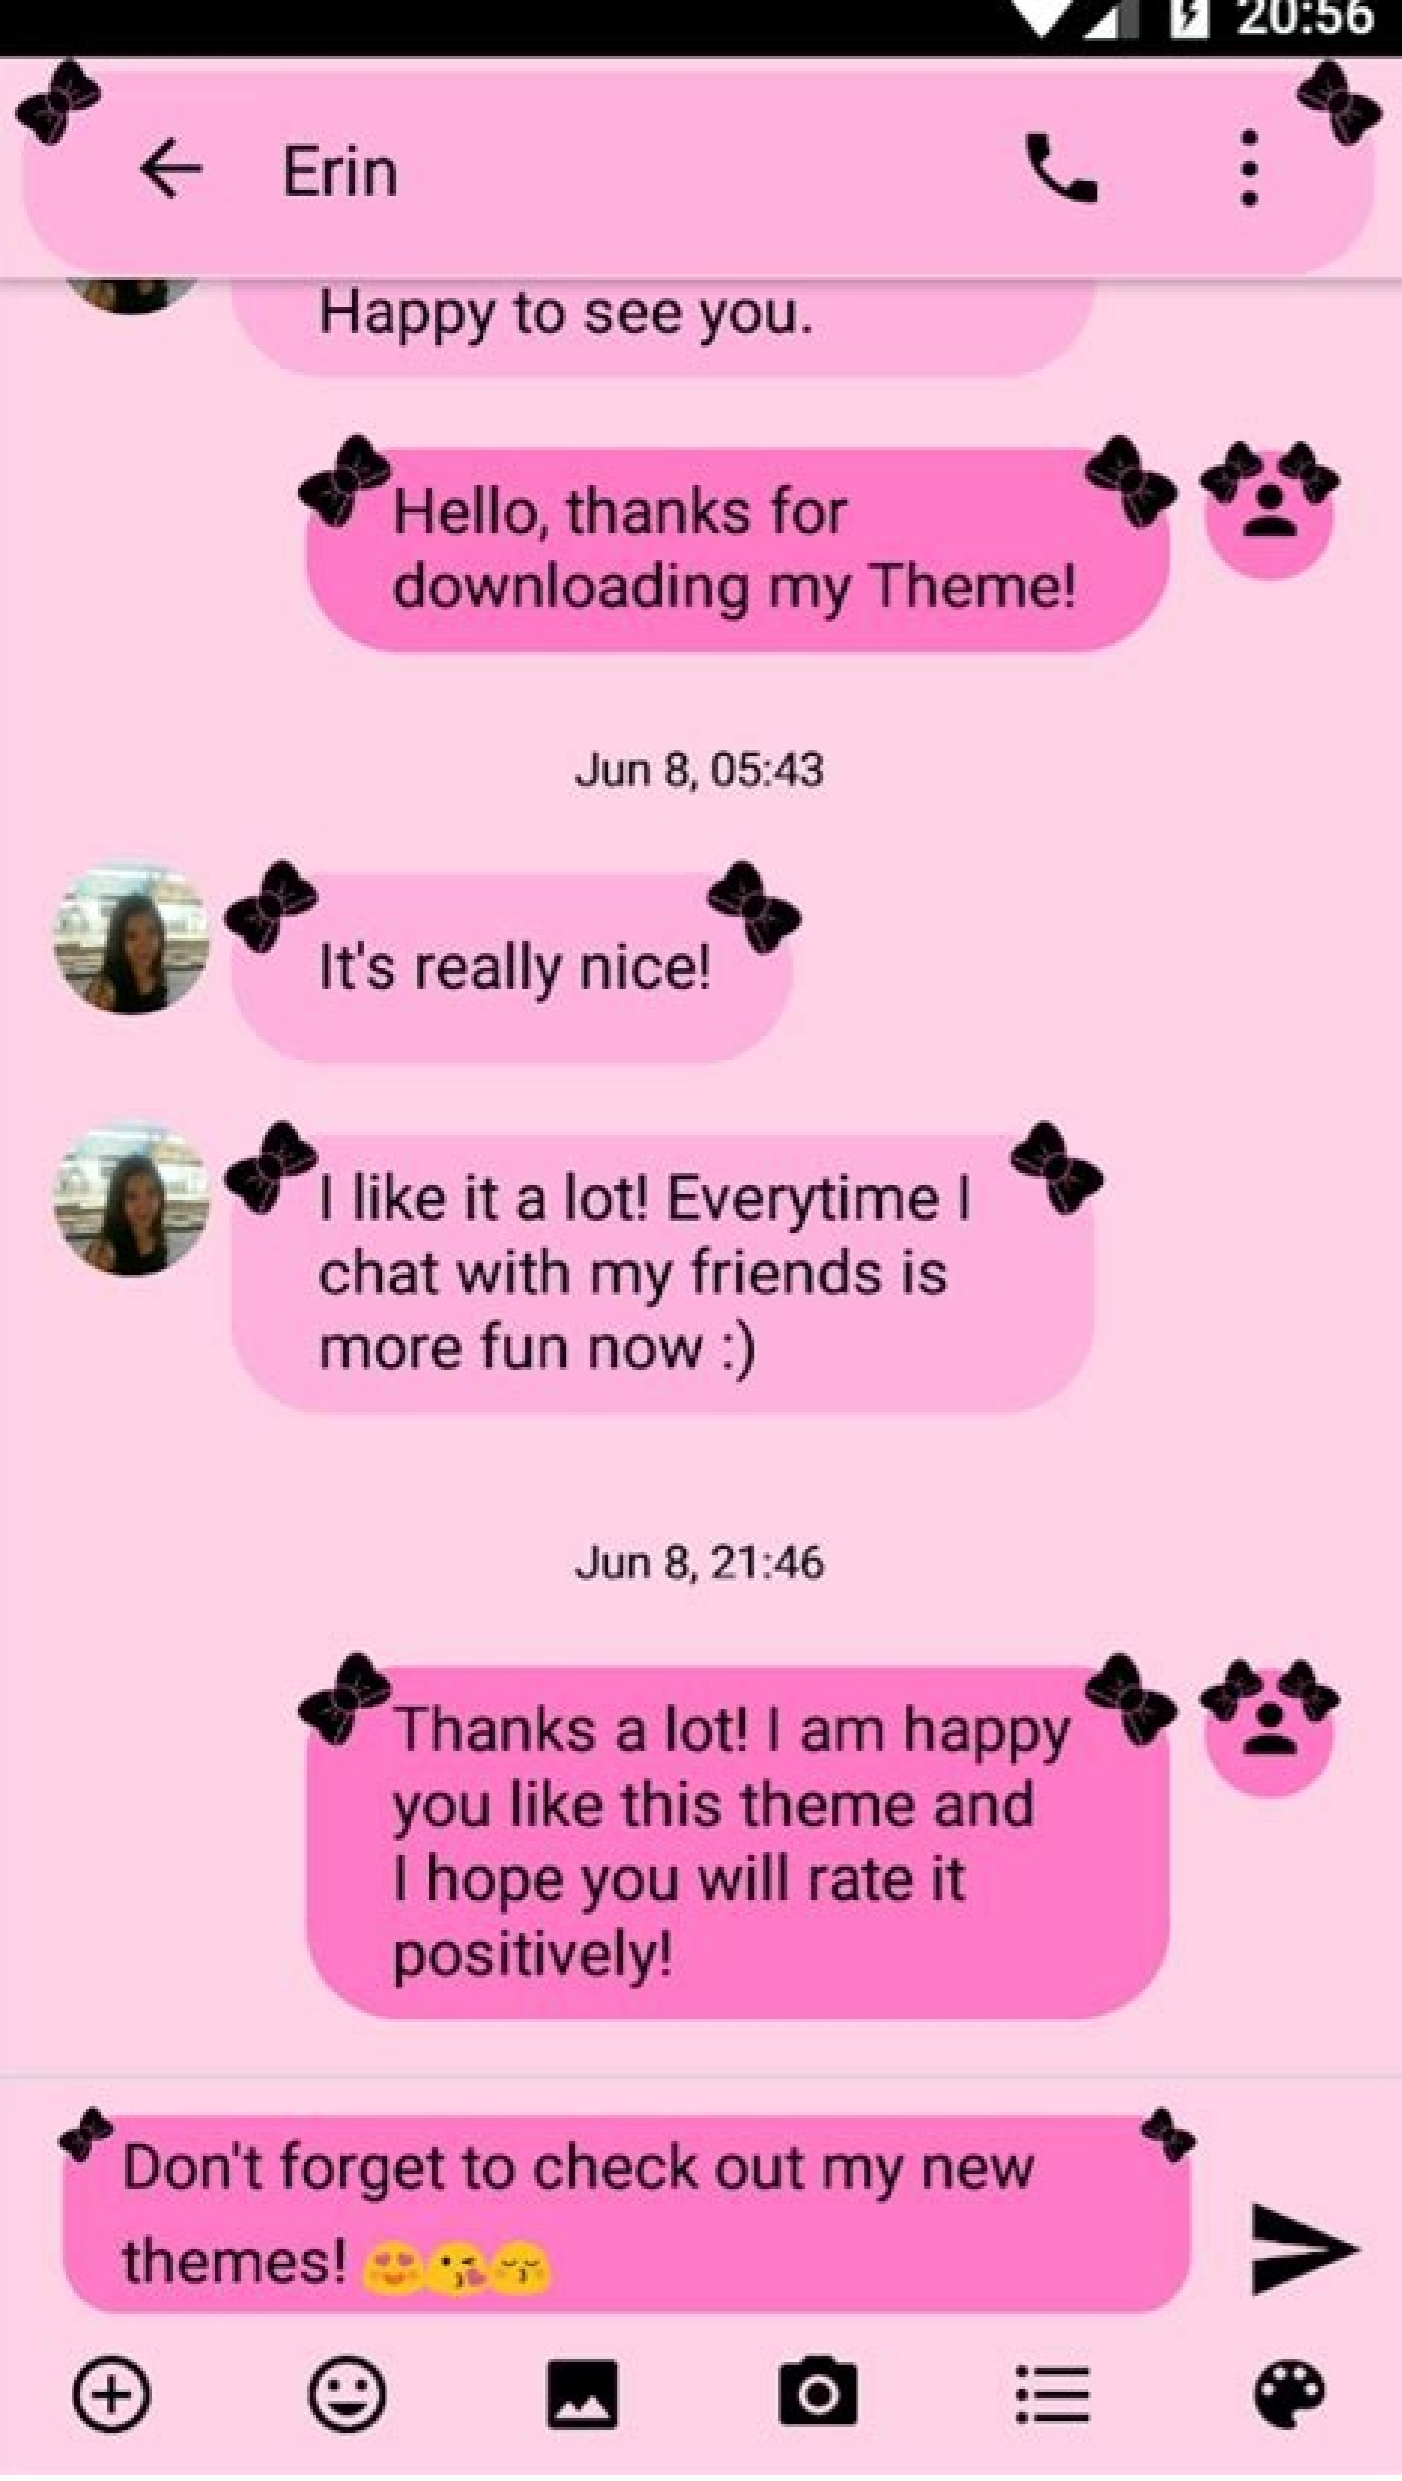 20:56
Erin
Happy to see you.
Hello, thanks for
downloading my Theme!
Jun 8, 05:43
It's really nice!
I like it a lot! Everytime I
chat with my friends is
more fun now :)
Jun 8, 21:46
Thanks a lot! I am happy
you like this theme and
I hope you will rate it
positively!
Don't forget to check out my new
themes! 😍😘😚